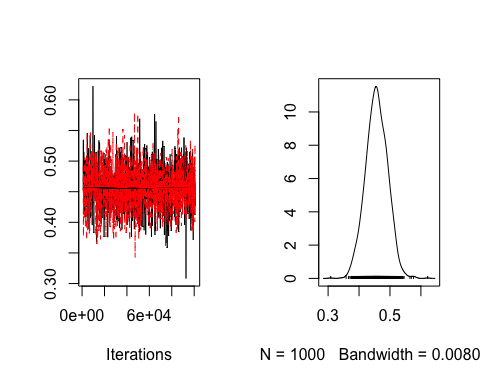 0.30 0.40 0.50 0.60
0e+00 6e+04
Iterations
0 2 4 6 8 10
0.3 0.5
N = 1000 Bandwidth = 0.0080